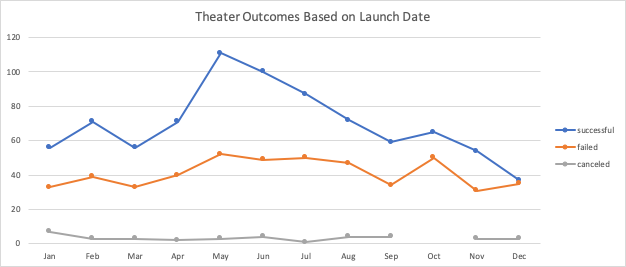 Theater Outcomes Based on Launch Date
120
100
80
60
40
20
0
Jan Feb Mar Apr May Jun Jul Aug Sep Oct Nov Dec
successful
failed
canceled